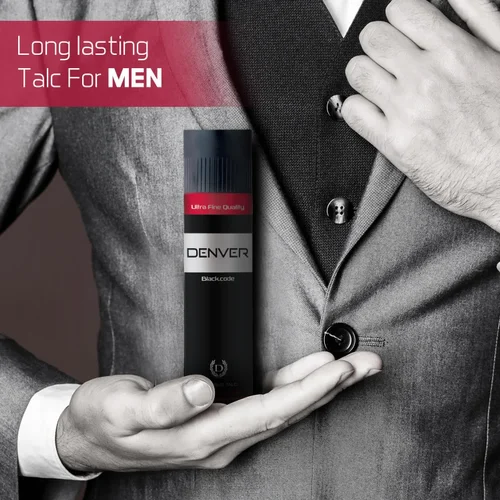 Long lasting
Talc For MEN
Ultra Fine Quality
DENVER
Black.code
D